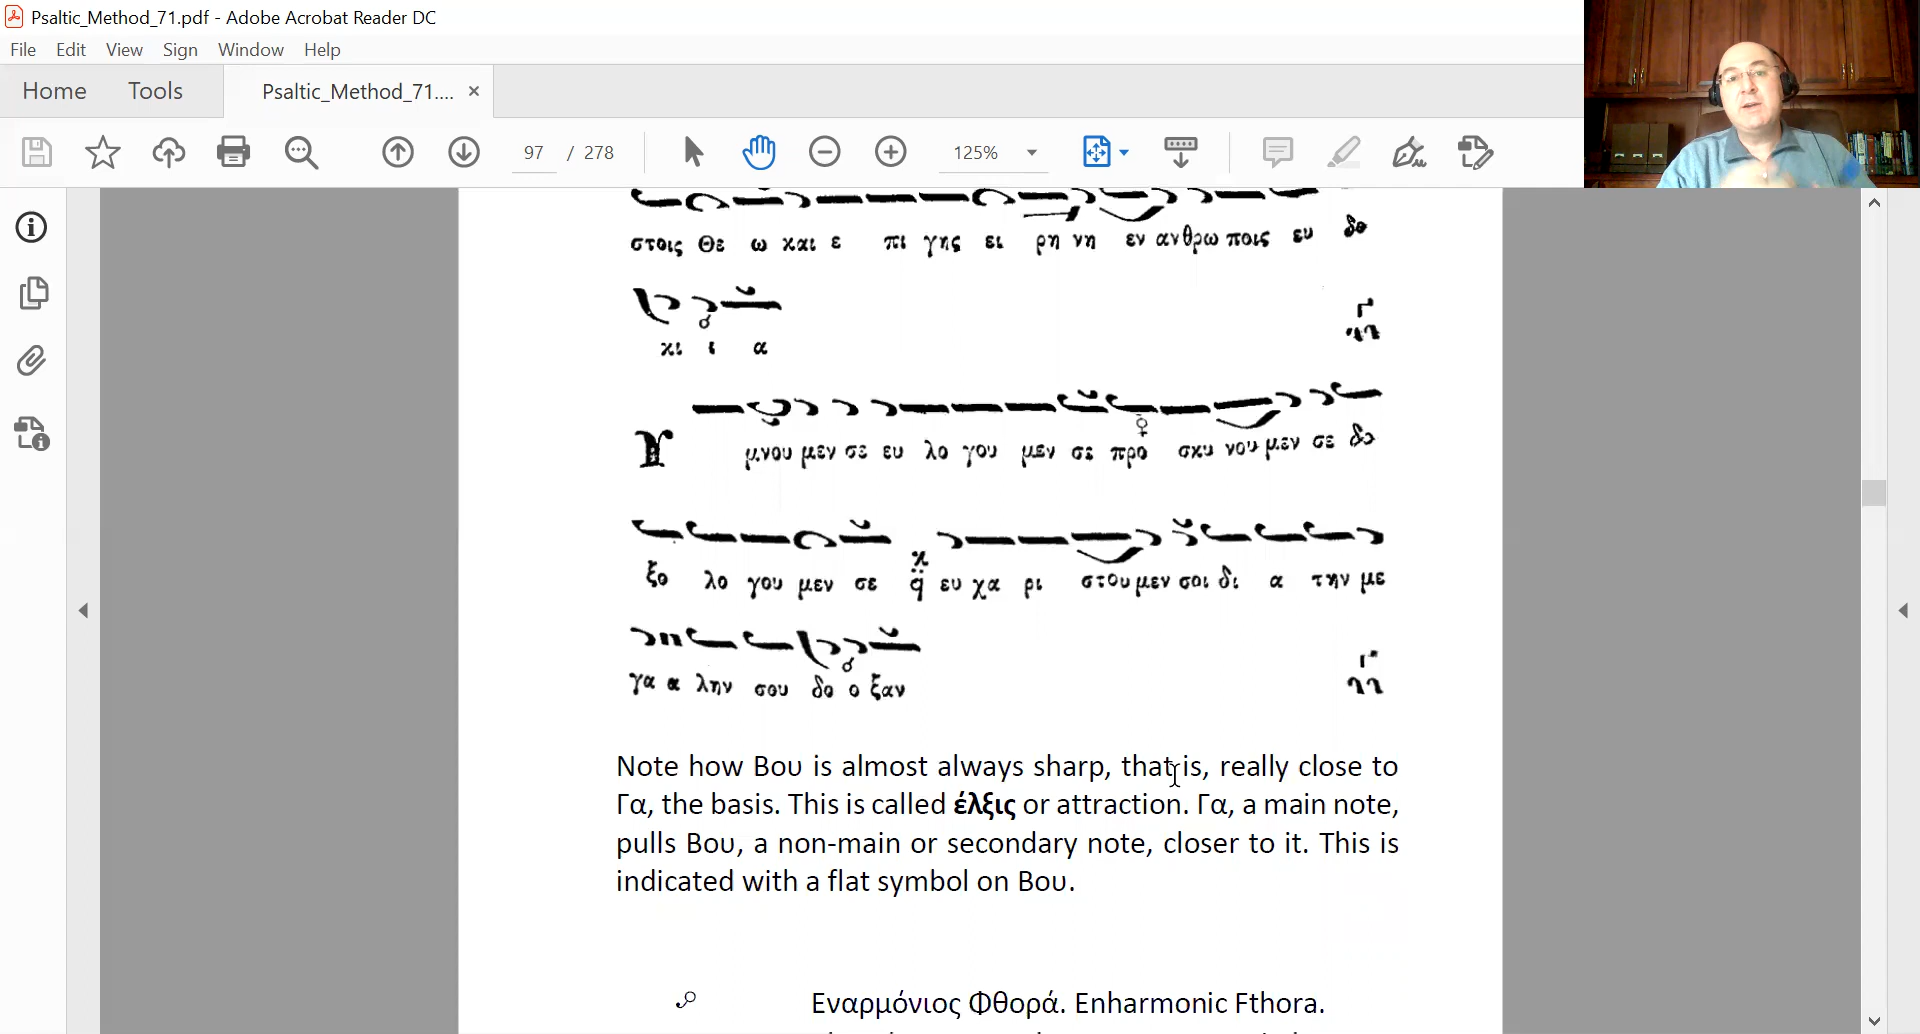 Psaltic_Method_71.pdf - Adobe Acrobat Reader DC
File Edit View Sign Window Help
Home Tools Psaltic_Method_71.... ×
97 / 278 125%
στοις Θε ω και ε πι γης ει ρη νη εν ανθρω ποις ευ δο
κι ι α
μνου μεν σε ευ λο γου μεν σε προ σκυ νου μεν σε δο
ξο λο γου μεν σε ευ χα ρι στου μεν σοι δι α την με
γα α λην σου δο ο ξαν
Note how Βου is almost always sharp, that is, really close to
Γα, the basis. This is called έλξις or attraction. Γα, a main note,
pulls Βου, a non-main or secondary note, closer to it. This is
indicated with a flat symbol on Βου.
Εναρμόνιος Φθορά. Enharmonic Fthora.